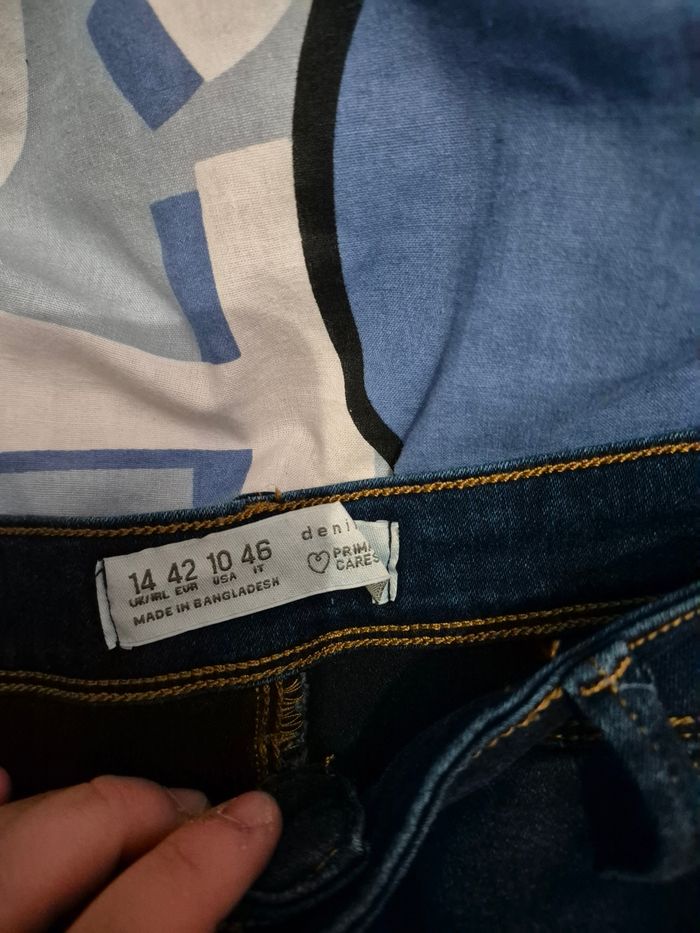 14 42 10 46
UK/IRL EUR USA IT
MADE IN BANGLADESH
deni
PRIM
CARES